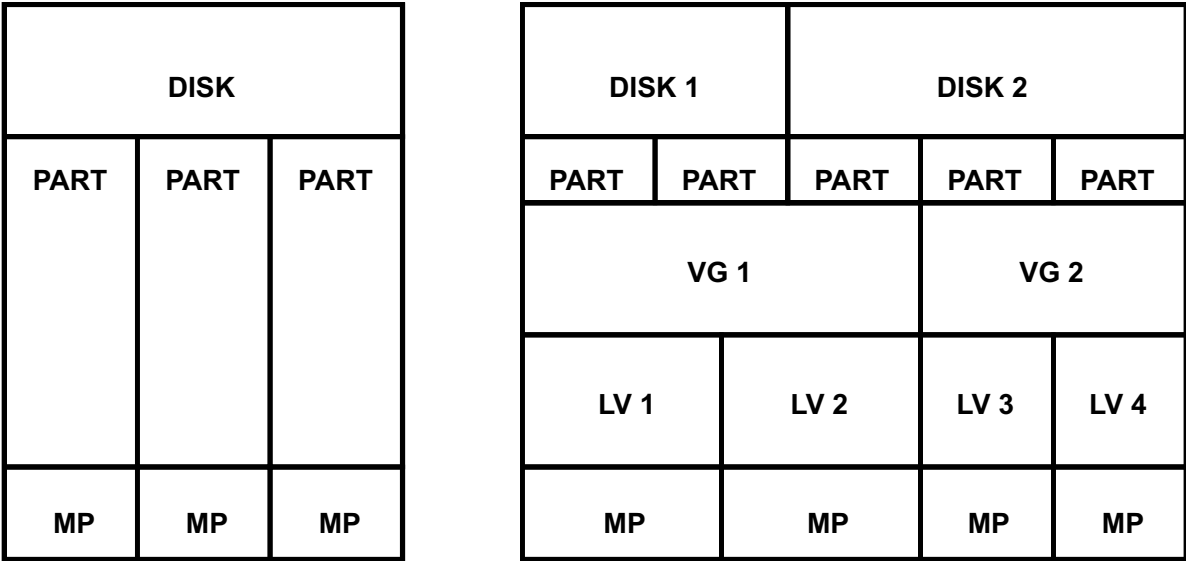 DISK
PART PART PART
MP MP MP
DISK 1 DISK 2
PART PART PART PART PART
VG 1 VG 2
LV 1 LV 2 LV 3 LV 4
MP MP MP MP